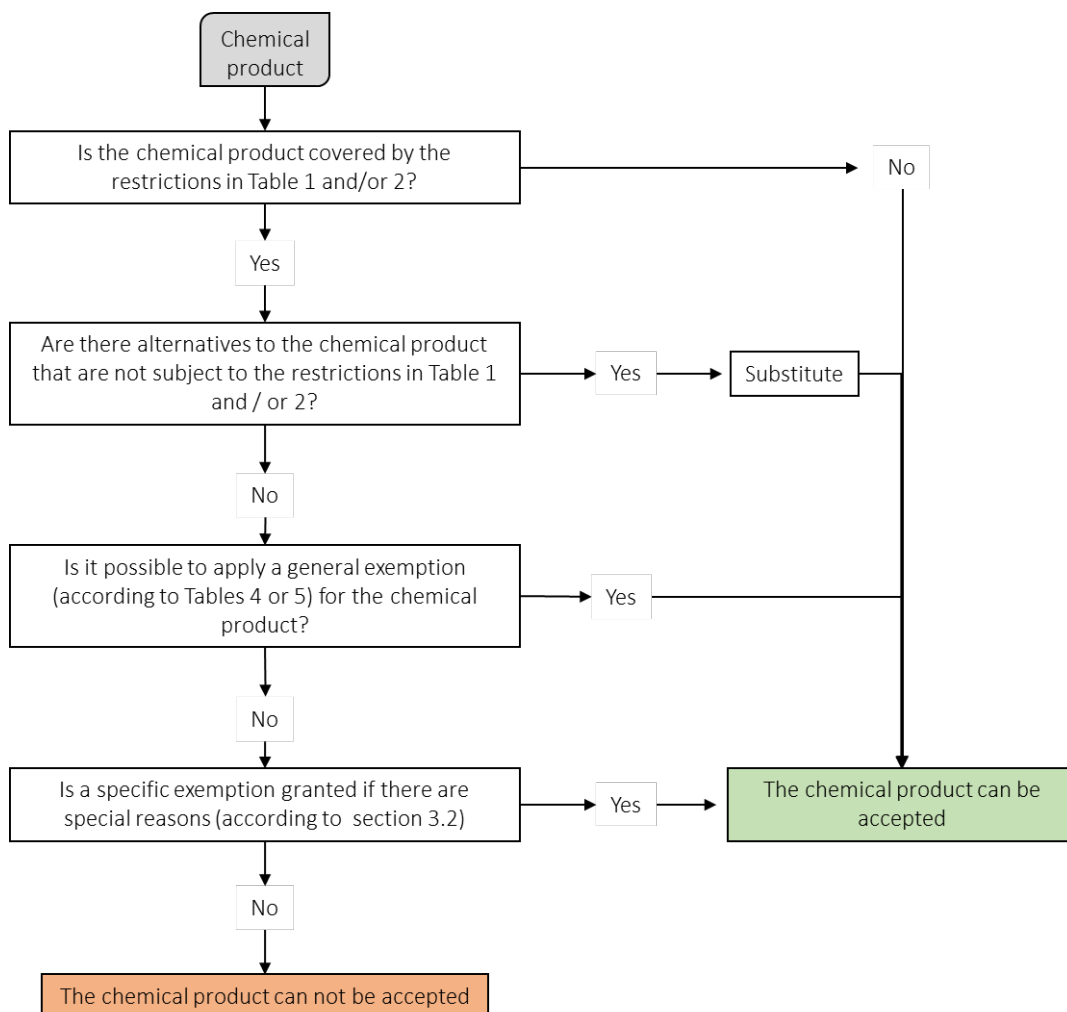 Chemical
product
Is the chemical product covered by the
restrictions in Table 1 and/or 2?
No
Yes
Are there alternatives to the chemical product
that are not subject to the restrictions in Table 1
and / or 2?
Yes
Substitute
No
Is it possible to apply a general exemption
(according to Tables 4 or 5) for the chemical
product?
Yes
No
Is a specific exemption granted if there are
special reasons (according to section 3.2)
Yes
The chemical product can be
accepted
No
The chemical product can not be accepted